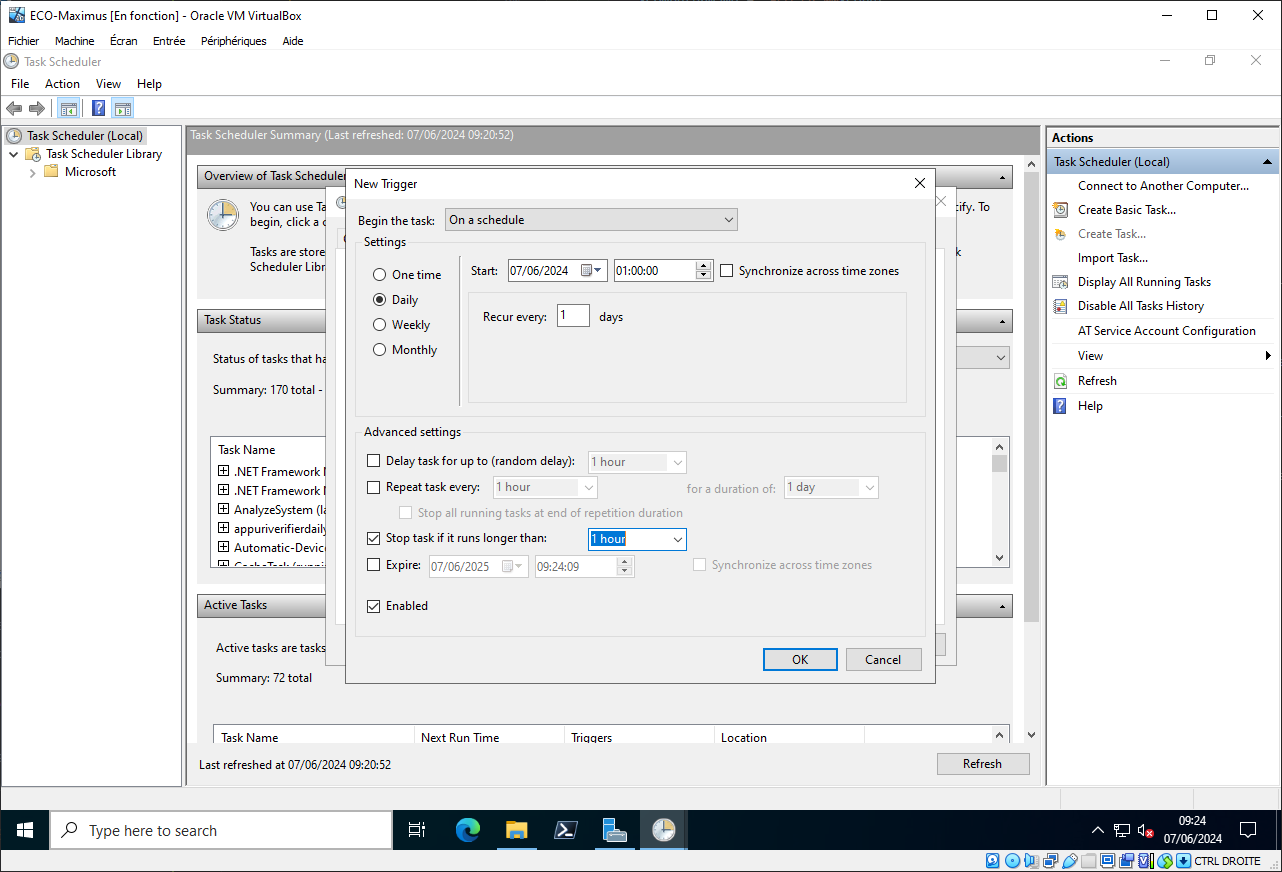 ECO-Maximus [En fonction] - Oracle VM VirtualBox
Fichier Machine Écran Entrée Périphériques Aide
Task Scheduler
File Action View Help
Task Scheduler (Local)
Task Scheduler Library
Microsoft
Task Scheduler Summary (Last refreshed: 07/06/2024 09:20:52)
Overview of Task Scheduler
You can use Ta
begin, click a c
cify. To
Tasks are store
Scheduler Libr
k
Task Status
Status of tasks that ha
Summary: 170 total -
Task Name
.NET Framework N
.NET Framework N
AnalyzeSystem (la
appuriverifierdaily
Automatic-Device
CacheTask (runni
Active Tasks
Active tasks are tasks
Summary: 72 total
Task Name Next Run Time Triggers Location
Last refreshed at 07/06/2024 09:20:52
Refresh
New Trigger
Begin the task: On a schedule
Settings
One time
Daily
Weekly
Monthly
Start: 07/06/2024 01:00:00 Synchronize across time zones
Recur every: 1 days
Advanced settings
Delay task for up to (random delay): 1 hour
Repeat task every: 1 hour for a duration of: 1 day
Stop all running tasks at end of repetition duration
Stop task if it runs longer than: 1 hour
Expire: 07/06/2025 09:24:09 Synchronize across time zones
Enabled
OK Cancel
Actions
Task Scheduler (Local)
Connect to Another Computer...
Create Basic Task...
Create Task...
Import Task...
Display All Running Tasks
Disable All Tasks History
AT Service Account Configuration
View
Refresh
Help
Type here to search
09:24
07/06/2024
CTRL DROITE